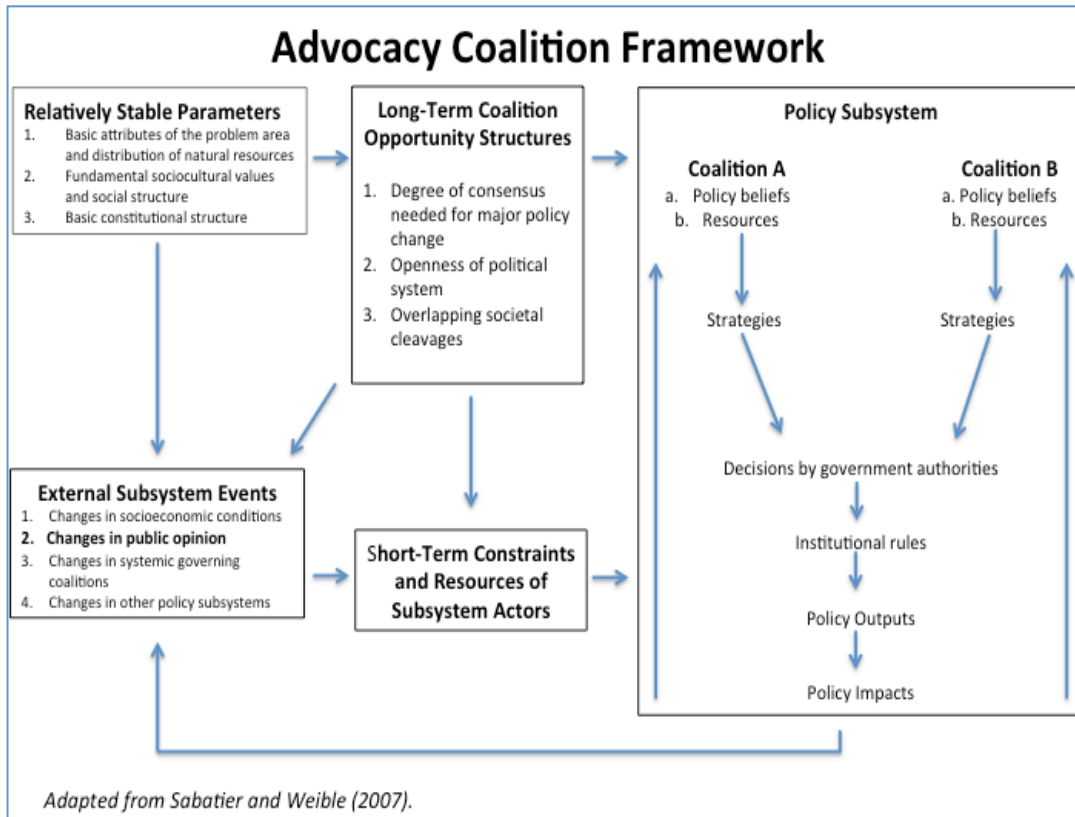 Advocacy Coalition Framework
Relatively Stable Parameters
1. Basic attributes of the problem area
and distribution of natural resources
2. Fundamental sociocultural values
and social structure
3. Basic constitutional structure
Long-Term Coalition
Opportunity Structures
1. Degree of consensus
needed for major policy
change
2. Openness of political
system
3. Overlapping societal
cleavages
Policy Subsystem
Coalition A
a. Policy beliefs
b. Resources
Strategies
Coalition B
a. Policy beliefs
b. Resources
Strategies
Decisions by government authorities
Institutional rules
Policy Outputs
Policy Impacts
External Subsystem Events
1. Changes in socioeconomic conditions
2. Changes in public opinion
3. Changes in systemic governing
coalitions
4. Changes in other policy subsystems
Short-Term Constraints
and Resources of
Subsystem Actors
Adapted from Sabatier and Weible (2007).